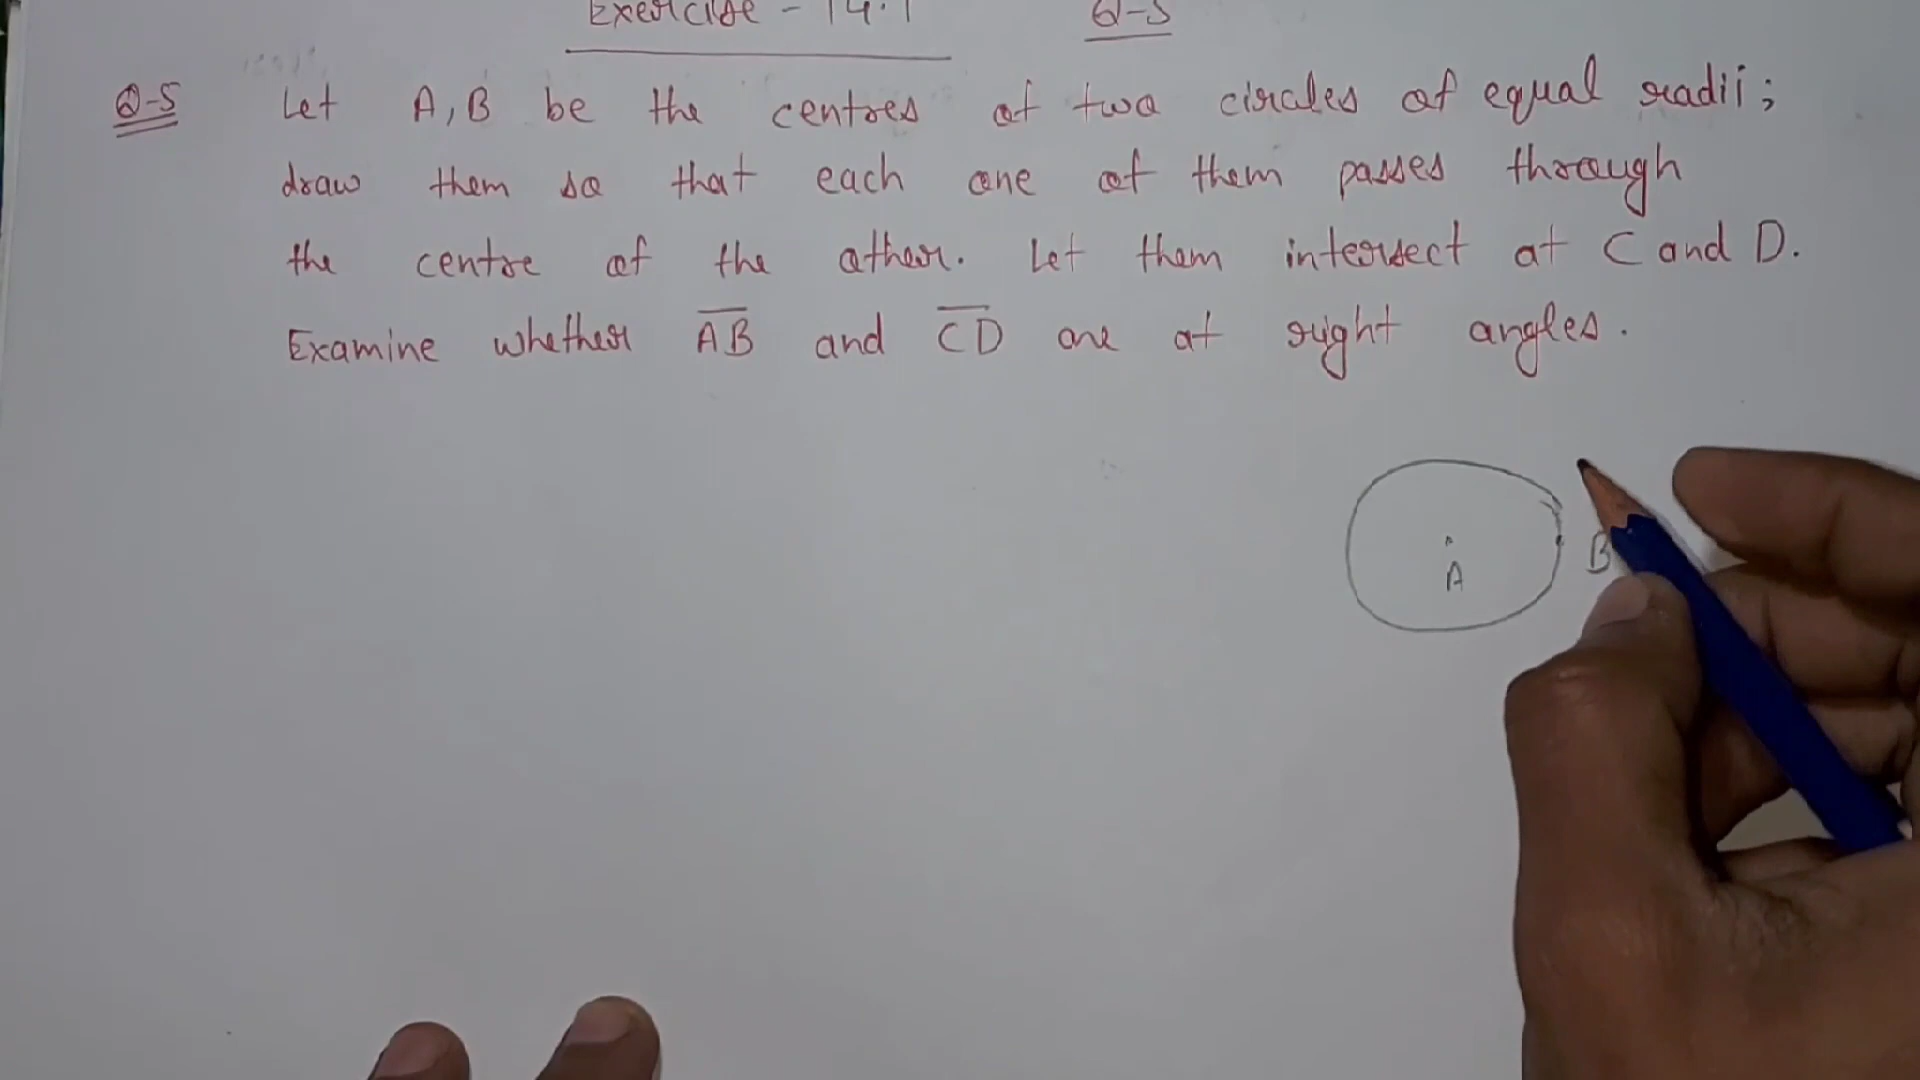 Exercise - 14.1 Q-5
Q-5 Let A, B be the centres of two circles of equal radii;
draw them so that each one of them passes through
the centre of the other. Let them intersect at C and D.
Examine whether \overline{AB} and \overline{CD} are at right angles.
A
B